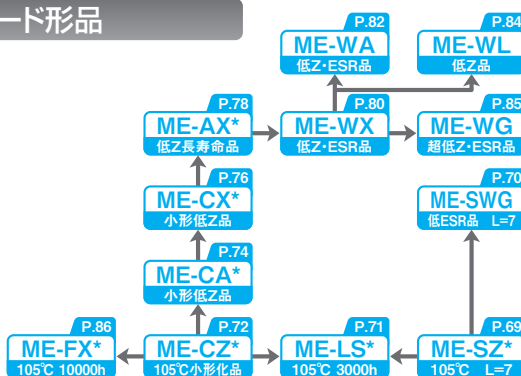 ード形品
P.82
ME-WA
低Z・ESR品
P.84
ME-WL
低Z品
P.78
ME-AX*
低Z長寿命品
P.80
ME-WX
低Z・ESR品
P.85
ME-WG
超低Z・ESR品
P.76
ME-CX*
小形低Z品
P.70
ME-SWG
低ESR品 L=7
P.74
ME-CA*
小形低Z品
P.86
ME-FX*
105℃ 10000h
P.72
ME-CZ*
105℃小形化品
P.71
ME-LS*
105℃ 3000h
P.69
ME-SZ*
105℃ L=7